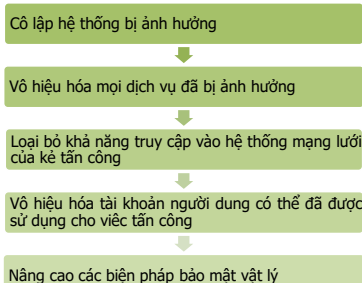 Cô lập hệ thống bị ảnh hưởng
Vô hiệu hóa mọi dịch vụ đã bị ảnh hưởng
Loại bỏ khả năng truy cập vào hệ thống mạng lưới
của kẻ tấn công
Vô hiệu hóa tài khoản người dung có thể đã được
sử dụng cho viêc tấn công
Nâng cao các biện pháp bảo mật vật lý